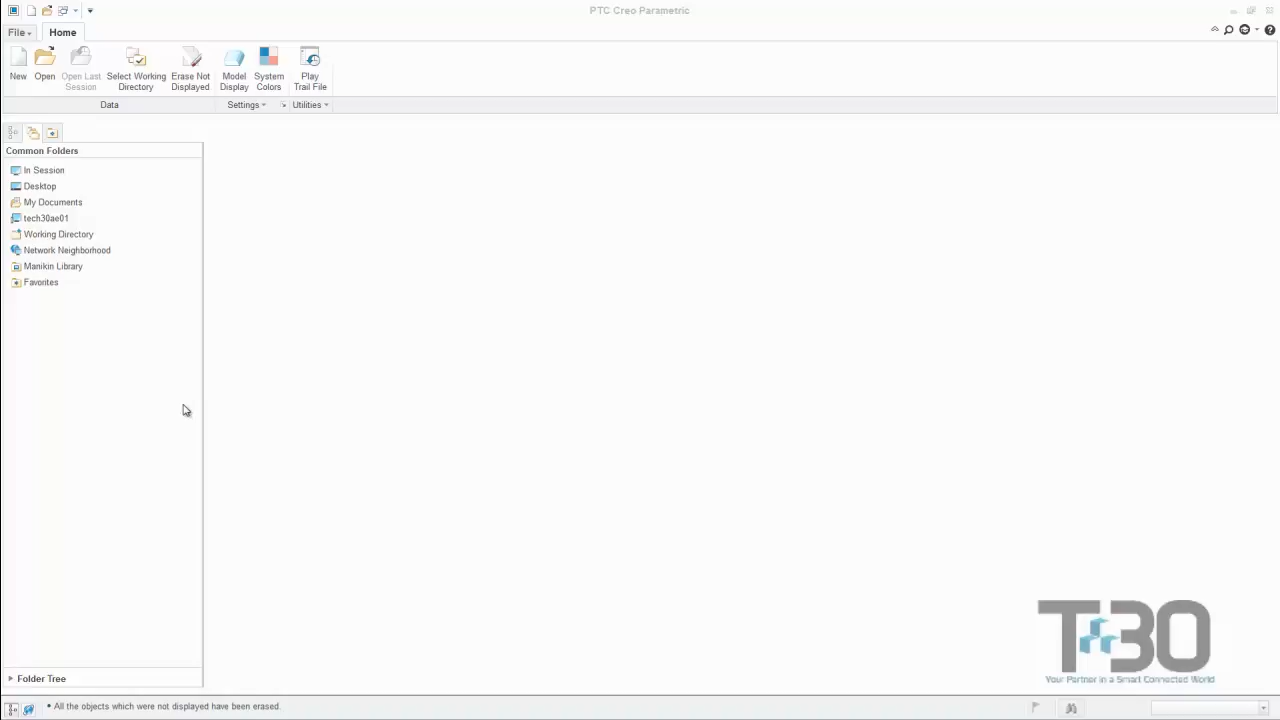 PTC Creo Parametric
File
Home
New
Open
Open Last Session
Select Working Directory
Erase Not Displayed
Model Display
System Colors
Play Trail File
Data
Settings
Utilities
Common Folders
In Session
Desktop
My Documents
tech30ae01
Working Directory
Network Neighborhood
Manikin Library
Favorites
T30
Your Partner in a Smart Connected World
Folder Tree
• All the objects which were not displayed have been erased.